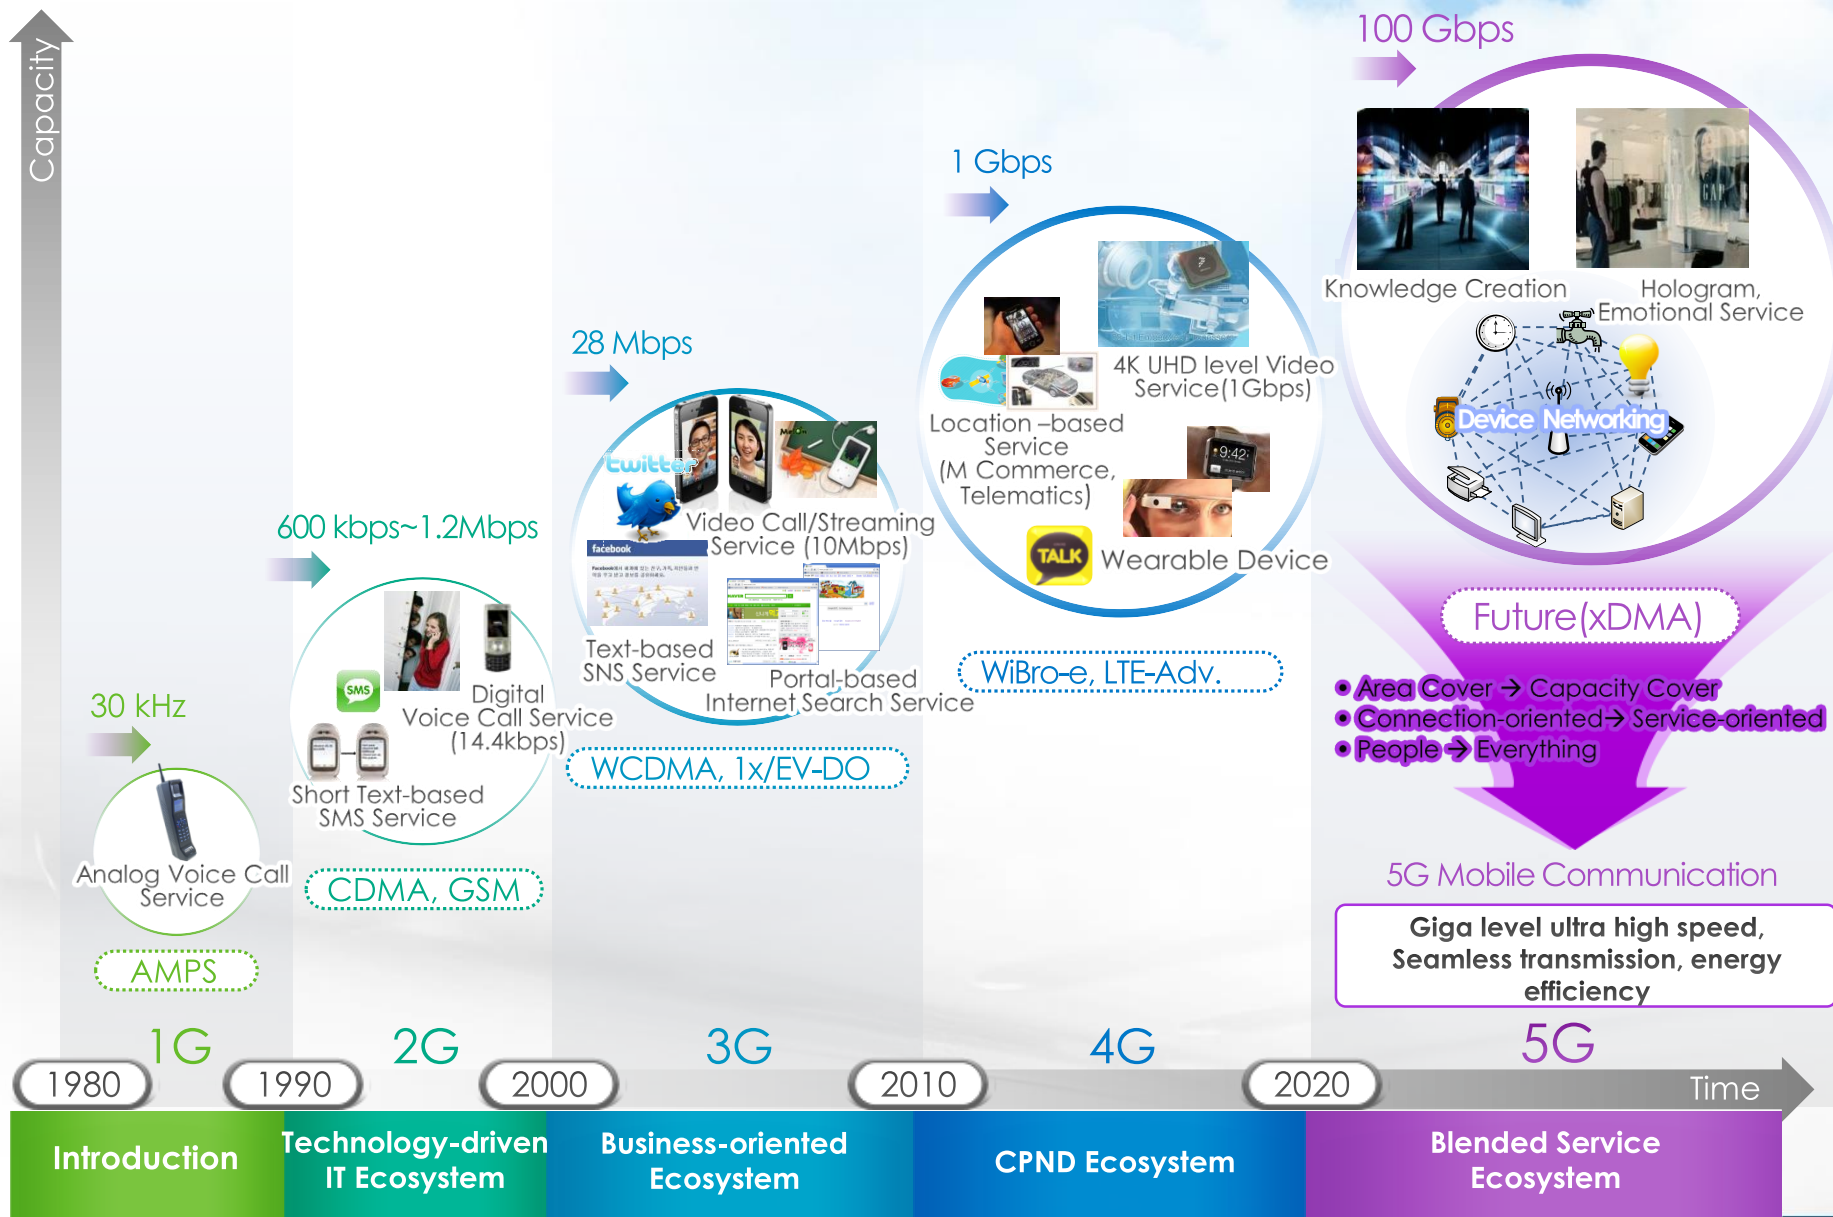 Capacity
100 Gbps
Knowledge Creation
Hologram,
Emotional Service
Device Networking
Future(xDMA)
• Area Cover → Capacity Cover
• Connection-oriented→ Service-oriented
• People → Everything
5G Mobile Communication
Giga level ultra high speed,
Seamless transmission, energy
efficiency
1 Gbps
4K UHD level Video
Service(1Gbps)
Location –based
Service
(M Commerce,
Telematics)
9:42
TALK
Wearable Device
WiBro-e, LTE-Adv.
28 Mbps
twitter
Video Call/Streaming
Service (10Mbps)
facebook
Text-based
SNS Service
Portal-based
Internet Search Service
WCDMA, 1x/EV-DO
600 kbps~1.2Mbps
SMS
Digital
Voice Call Service
(14.4kbps)
Short Text-based
SMS Service
CDMA, GSM
30 kHz
Analog Voice Call
Service
AMPS
1G
2G
3G
4G
5G
1980
1990
2000
2010
2020
Time
Introduction
Technology-driven
IT Ecosystem
Business-oriented
Ecosystem
CPND Ecosystem
Blended Service
Ecosystem
GAP